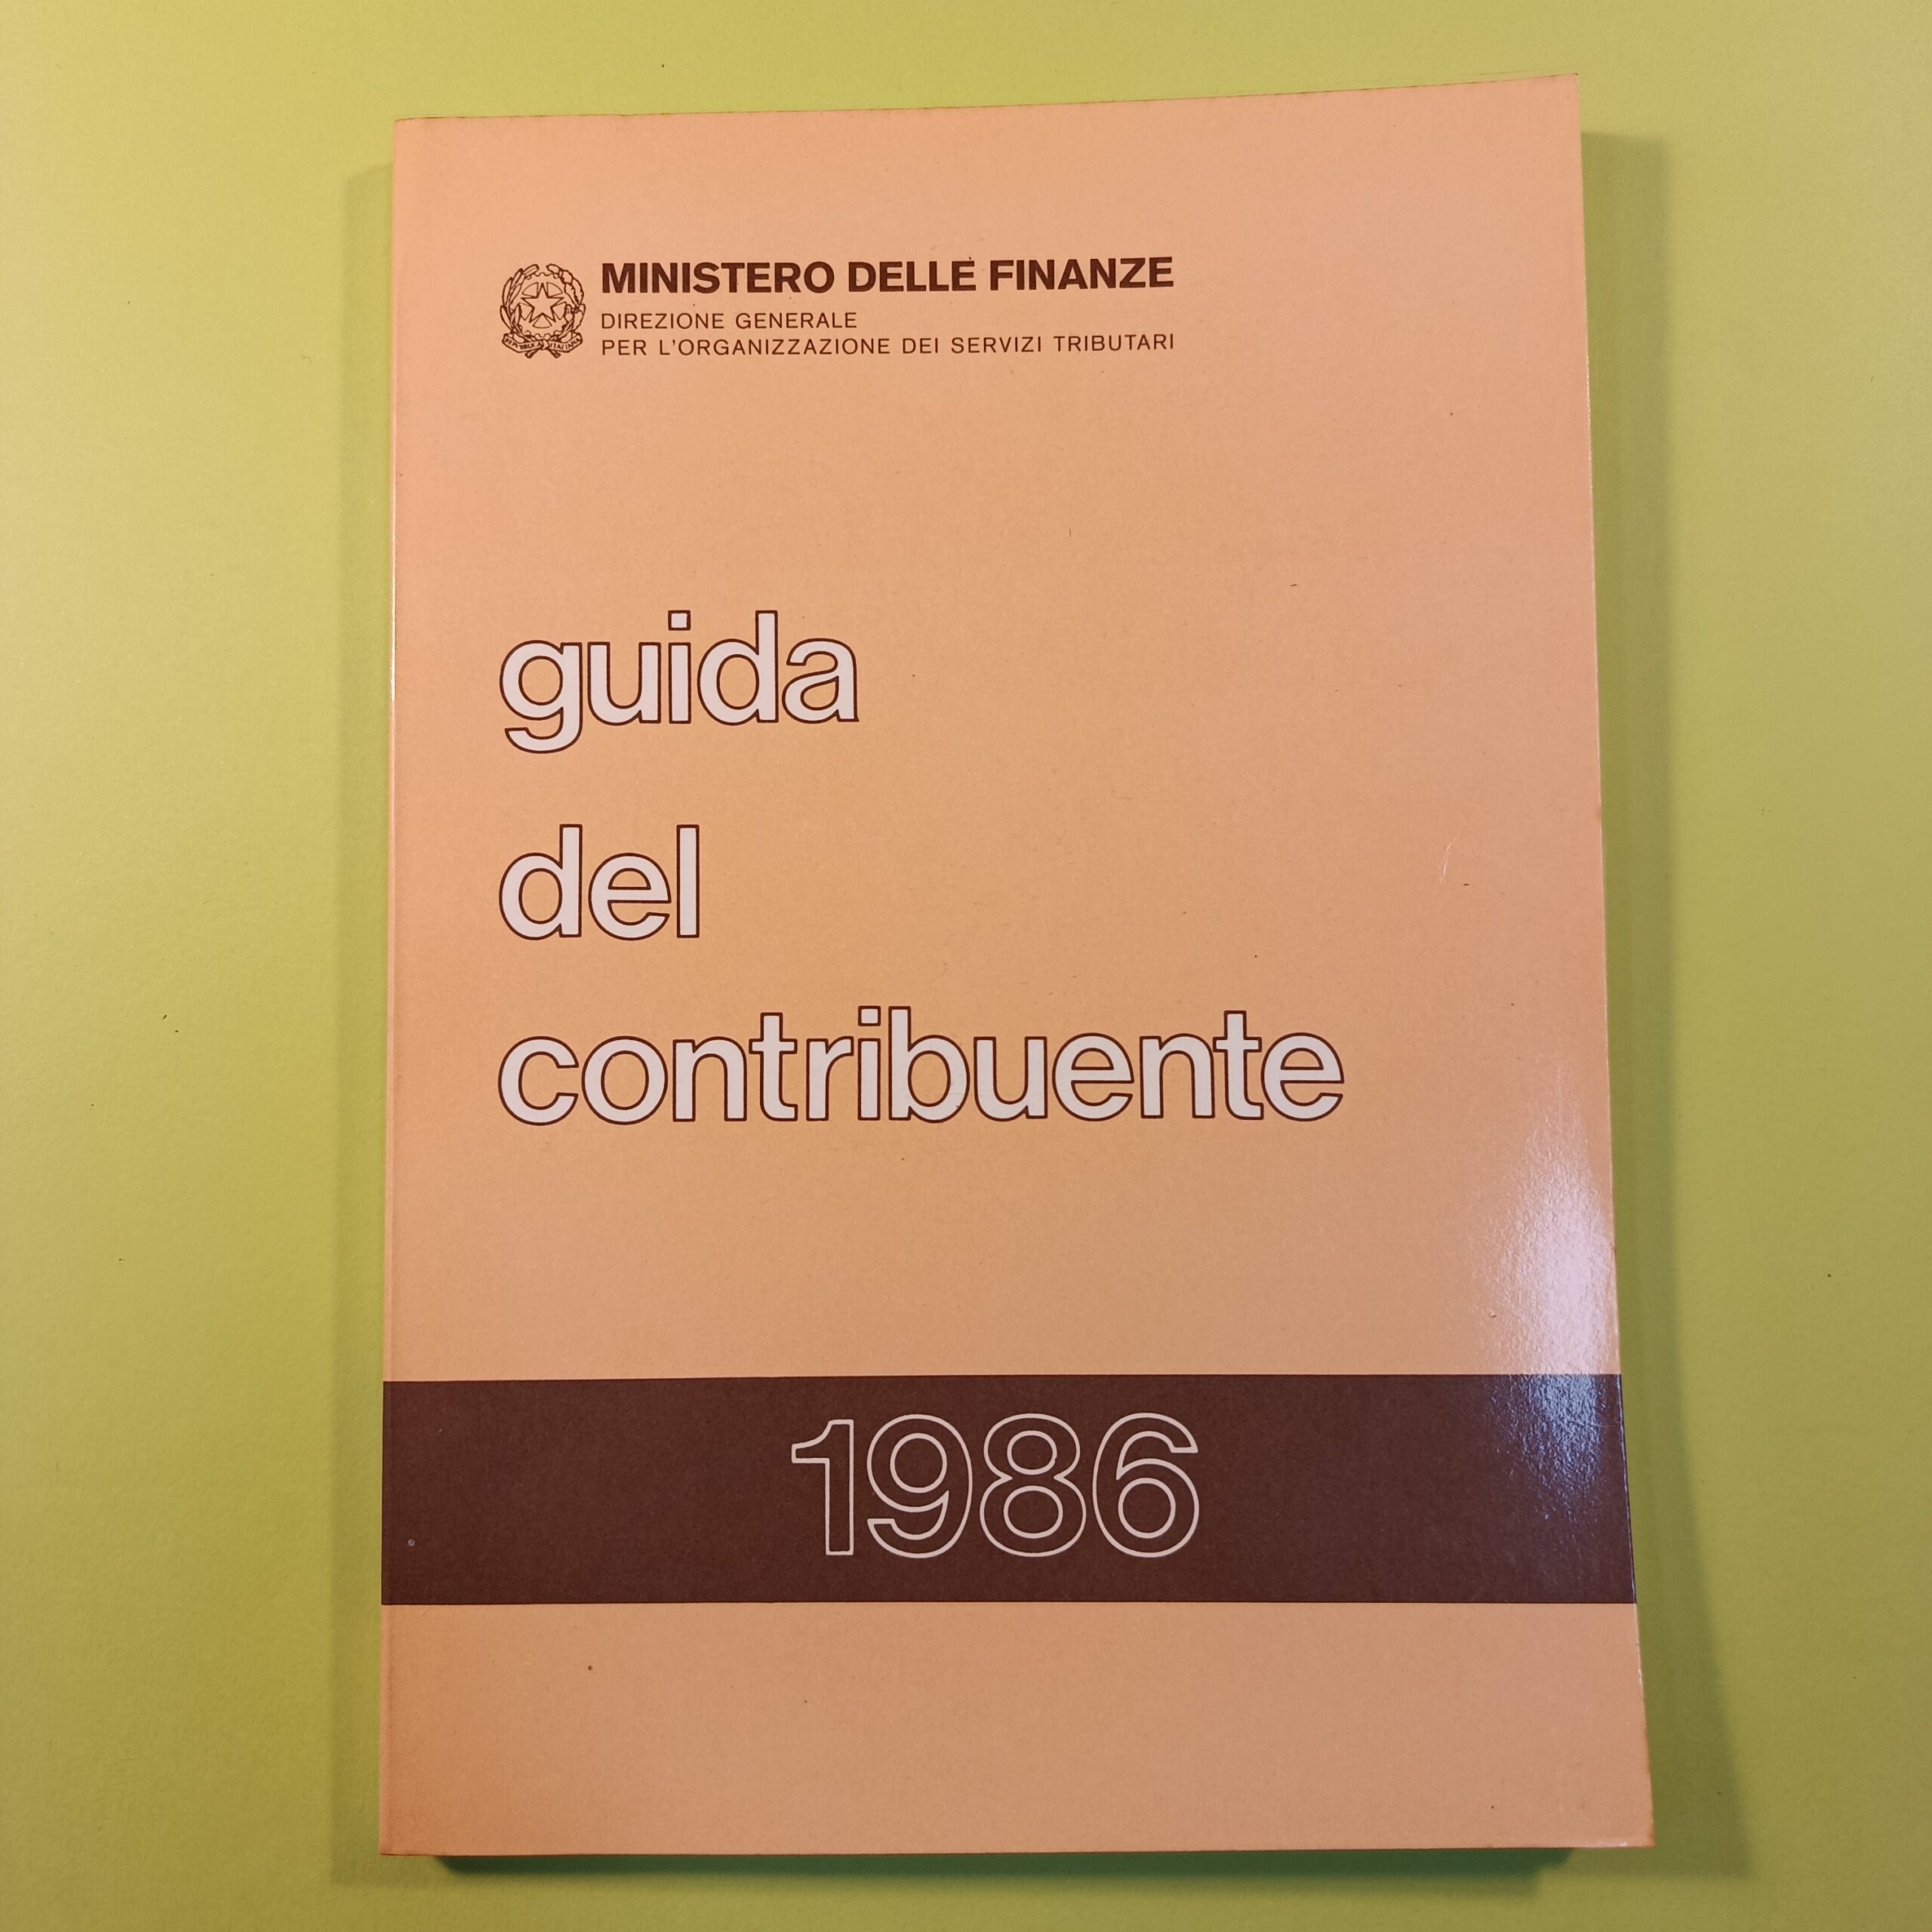 MINISTERO DELLE FINANZE
DIREZIONE GENERALE
PER L'ORGANIZZAZIONE DEI SERVIZI TRIBUTARI
guida
del
contribuente
1986